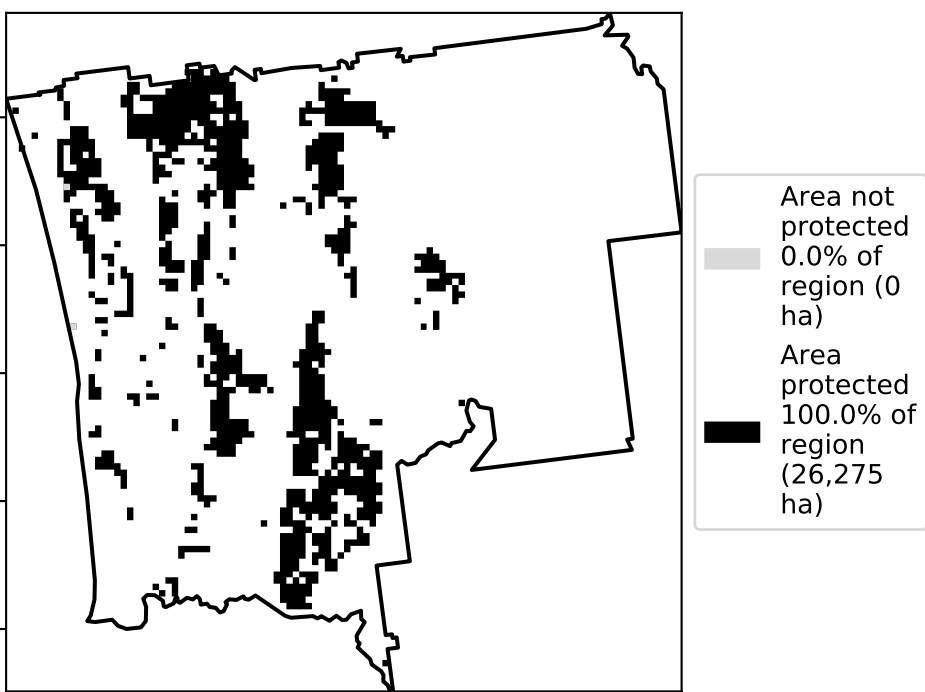 Area not
protected
0.0% of
region (0
ha)
Area
protected
100.0% of
region
(26,275
ha)